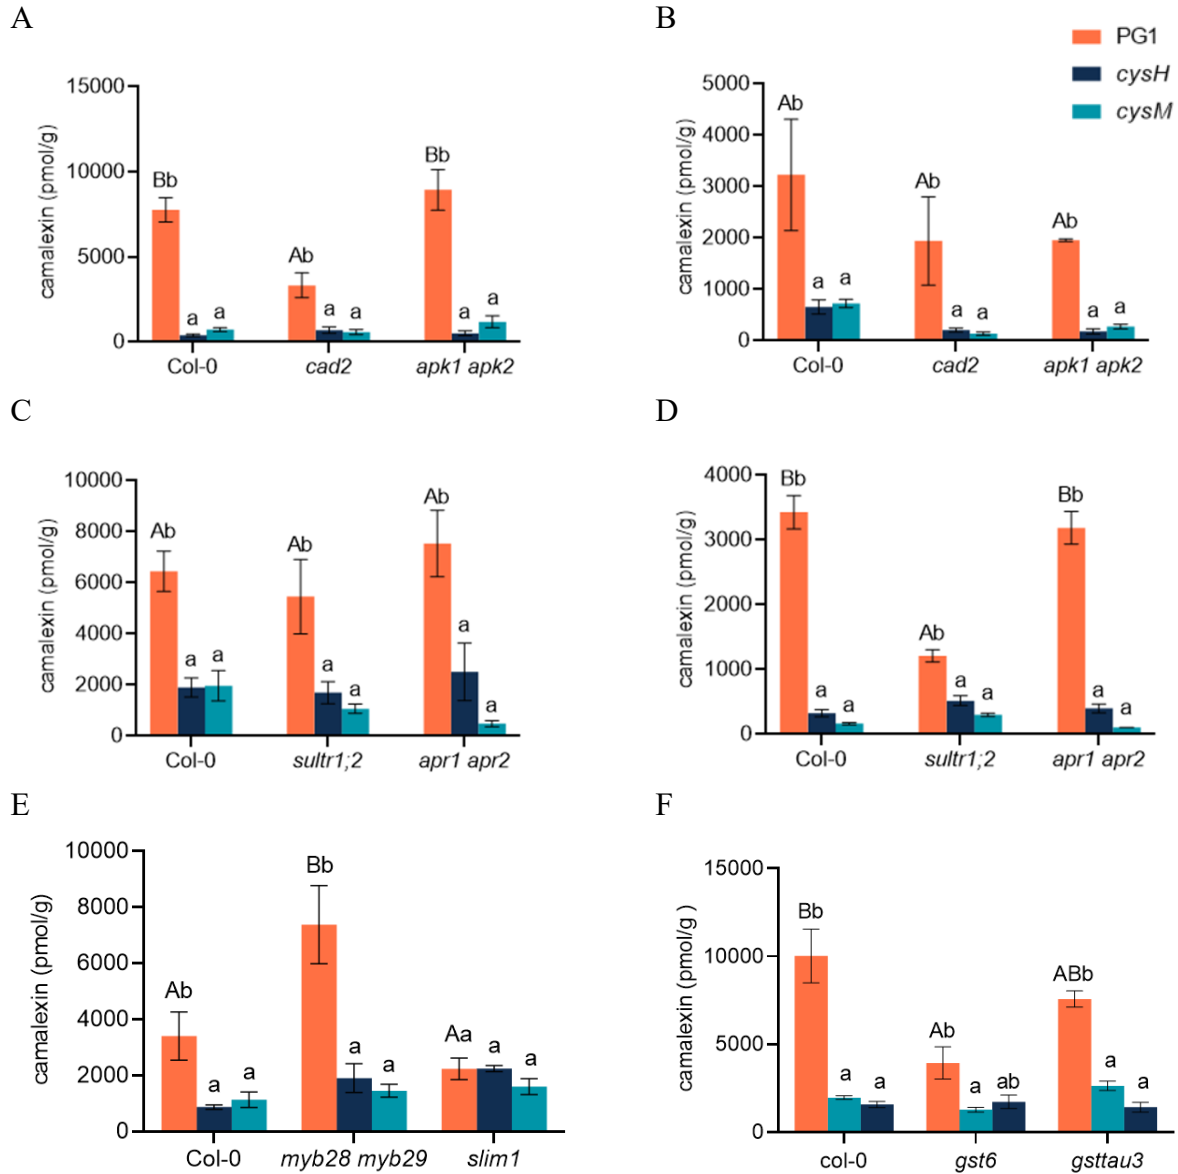 A
camalexin (pmol/g)
15000
10000
5000
0
Bb
a
a
Ab
a
a
Bb
a
a
Col-0
cad2
apk1 apk2
B
PG1
cysH
cysM
camalexin (pmol/g)
5000
4000
3000
2000
1000
0
Ab
a
a
Ab
Ab
a
a
Col-0
cad2
apk1 apk2
C
camalexin (pmol/g)
10000
8000
6000
4000
2000
0
Ab
a
a
Ab
a
a
Ab
a
a
Col-0
sultr1;2
apr1 apr2
D
camalexin (pmol/g)
4000
3000
2000
1000
0
Bb
a
a
Ab
a
a
Bb
a
a
Col-0
sultr1;2
apr1 apr2
E
camalexin (pmol/g)
10000
8000
6000
4000
2000
0
Ab
a
a
Bb
a
a
Aa
a
a
Col-0
myb28 myb29
slim1
F
camalexin (pmol/g )
15000
10000
5000
0
Bb
a
a
Ab
a
ab
ABb
a
a
col-0
gst6
gsttau3